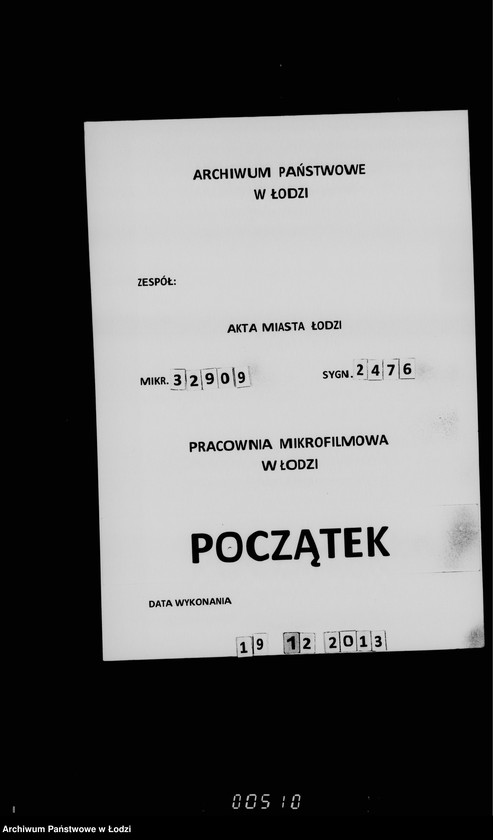 ARCHIWUM PAŃSTWOWE
W ŁODZI
ZESPÓŁ:
AKTA MIASTA ŁODZI
MIKR. 32909 SYGN. 2476
PRACOWNIA MIKROFILMOWA
W ŁODZI
POCZĄTEK
DATA WYKONANIA
19 12 2013
00510
Archiwum Państwowe w Łodzi